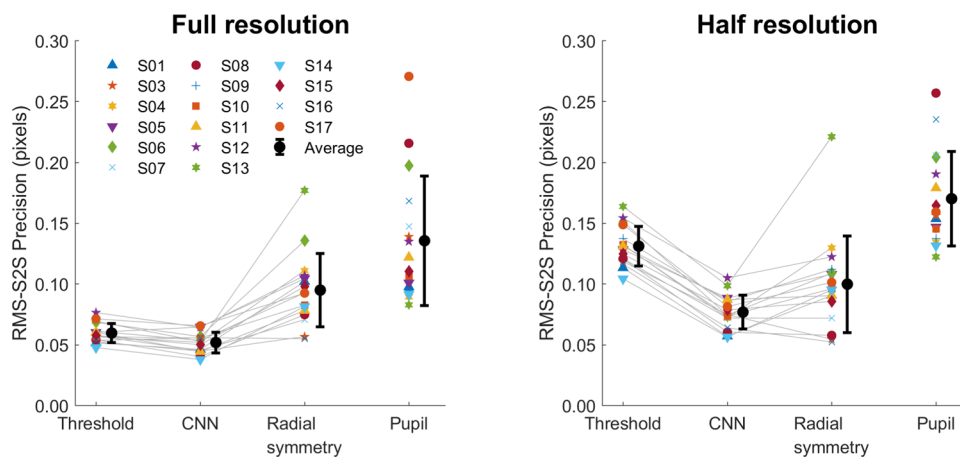 Full resolution
Half resolution
RMS-S2S Precision (pixels)
0.30
0.25
0.20
0.15
0.10
0.05
0.00
S01
S03
S04
S05
S06
S07
S08
S09
S10
S11
S12
S13
S14
S15
S16
S17
Average
Threshold
CNN
Radial
symmetry
Pupil
RMS-S2S Precision (pixels)
0.30
0.25
0.20
0.15
0.10
0.05
0.00
Threshold
CNN
Radial
symmetry
Pupil